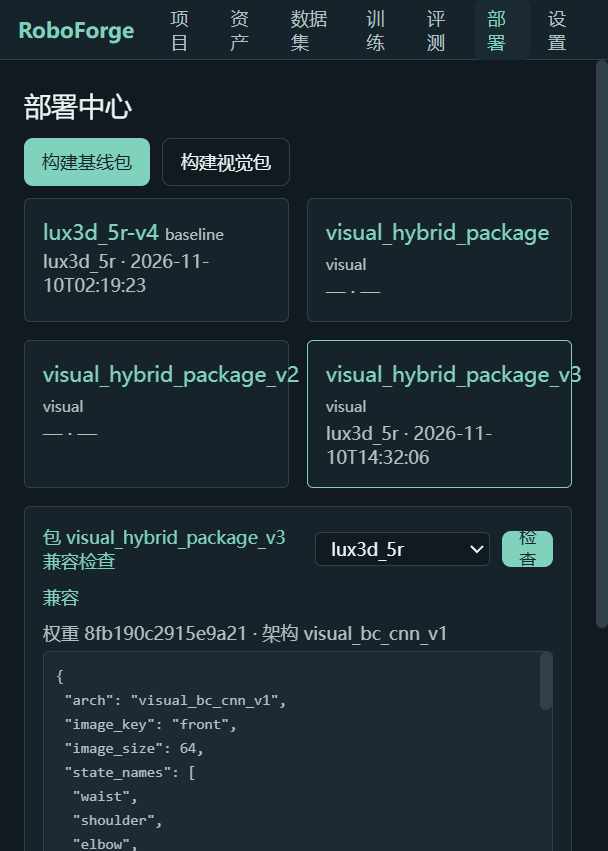 RoboForge 项目 资产 数据集 训练 评测 部署 设置
部署中心
构建基线包 构建视觉包
lux3d_5r-v4 baseline
lux3d_5r · 2026-11-
10T02:19:23
visual_hybrid_package
visual
— · —
visual_hybrid_package_v2
visual
— · —
visual_hybrid_package_v3
visual
lux3d_5r · 2026-11-
10T14:32:06
包 visual_hybrid_package_v3
兼容检查
lux3d_5r
检查
兼容
权重 8fb190c2915e9a21 · 架构 visual_bc_cnn_v1
{
"arch": "visual_bc_cnn_v1",
"image_key": "front",
"image_size": 64,
"state_names": [
"waist",
"shoulder",
"elbow",